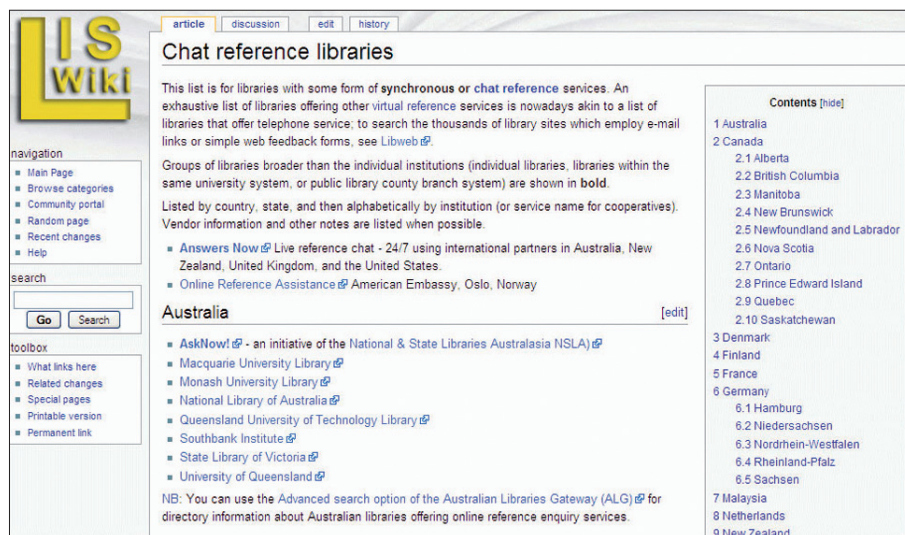 LIS
Wiki
article
discussion
edit
history
Chat reference libraries
This list is for libraries with some form of synchronous or chat reference services. An
exhaustive list of libraries offering other virtual reference services is nowadays akin to a list of
libraries that offer telephone service; to search the thousands of library sites which employ e-mail
links or simple web feedback forms, see Libweb.
Groups of libraries broader than the individual institutions (individual libraries, libraries within the
same university system, or public library county branch system) are shown in bold.
Listed by country, state, and then alphabetically by institution (or service name for cooperatives).
Vendor information and other notes are listed when possible.
Answers Now Live reference chat - 24/7 using international partners in Australia, New
Zealand, United Kingdom, and the United States.
Online Reference Assistance American Embassy, Oslo, Norway
Australia
[edit]
AskNow! - an initiative of the National & State Libraries Australasia NSLA)
Macquarie University Library
Monash University Library
National Library of Australia
Queensland University of Technology Library
Southbank Institute
State Library of Victoria
University of Queensland
NB: You can use the Advanced search option of the Australian Libraries Gateway (ALG) for
directory information about Australian libraries offering online reference enquiry services.
Contents [hide]
1 Australia
2 Canada
2.1 Alberta
2.2 British Columbia
2.3 Manitoba
2.4 New Brunswick
2.5 Newfoundland and Labrador
2.6 Nova Scotia
2.7 Ontario
2.8 Prince Edward Island
2.9 Quebec
2.10 Saskatchewan
3 Denmark
4 Finland
5 France
6 Germany
6.1 Hamburg
6.2 Niedersachsen
6.3 Nordrhein-Westfalen
6.4 Rheinland-Pfalz
6.5 Sachsen
7 Malaysia
8 Netherlands
9 New Zealand
navigation
Main Page
Browse categories
Community portal
Random page
Recent changes
Help
search
Go
Search
toolbox
What links here
Related changes
Special pages
Printable version
Permanent link